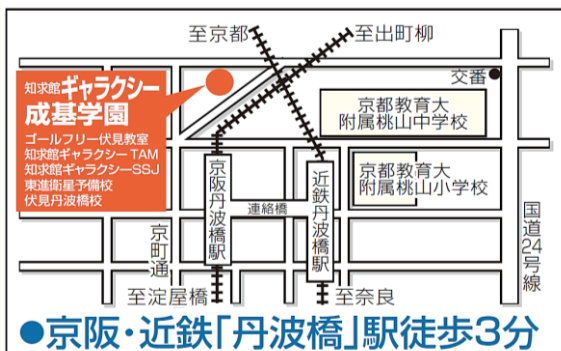 至京都
至出町柳
交番
知求館ギャラクシー
成基学園
ゴールフリー伏見教室
知求館ギャラクシーTAM
知求館ギャラクシーSSJ
東進衛星予備校
伏見丹波橋校
京都教育大
附属桃山中学校
京都教育大
附属桃山小学校
京阪丹波橋駅
連絡橋
近鉄丹波橋駅
京町通
国道24号線
至淀屋橋
至奈良
●京阪・近鉄「丹波橋」駅徒歩3分